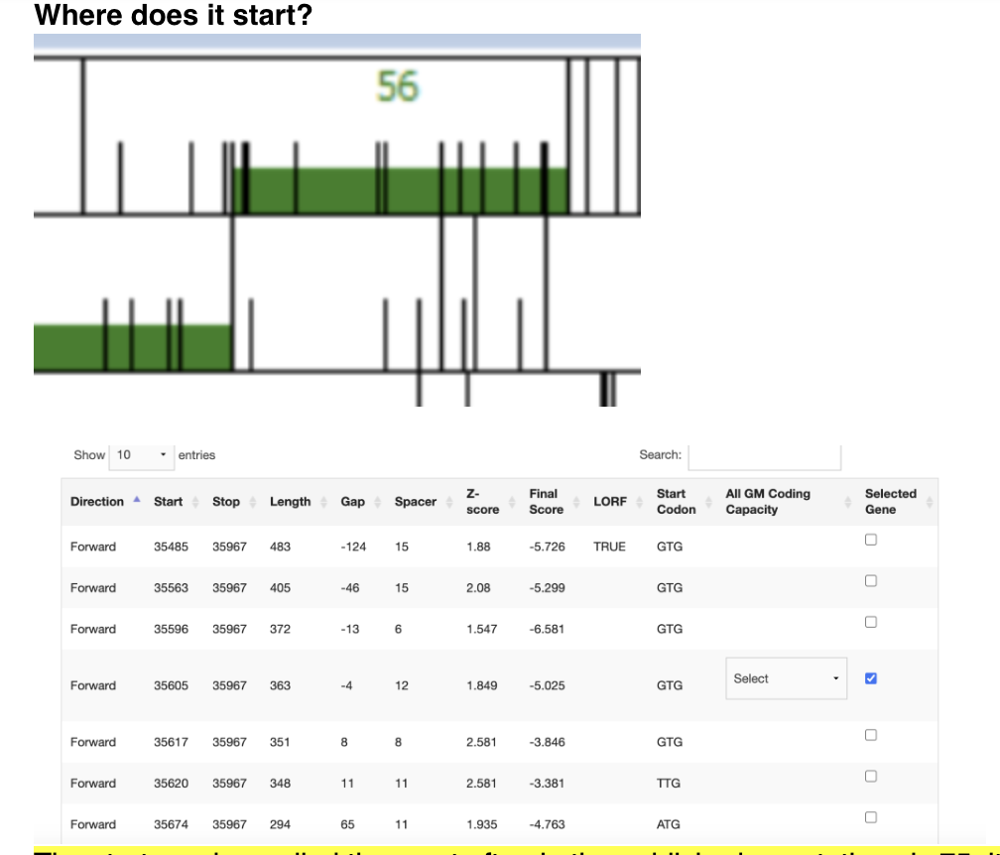 Where does it start?
56
Show 10 entries Search:
Direction Start Stop Length Gap Spacer Z-score Final Score LORF Start Codon All GM Coding Capacity Selected Gene
Forward 35485 35967 483 -124 15 1.88 -5.726 TRUE GTG
Forward 35563 35967 405 -46 15 2.08 -5.299 GTG
Forward 35596 35967 372 -13 6 1.547 -6.581 GTG
Forward 35605 35967 363 -4 12 1.849 -5.025 GTG Select
Forward 35617 35967 351 8 8 2.581 -3.846 GTG
Forward 35620 35967 348 11 11 2.581 -3.381 TTG
Forward 35674 35967 294 65 11 1.935 -4.763 ATG